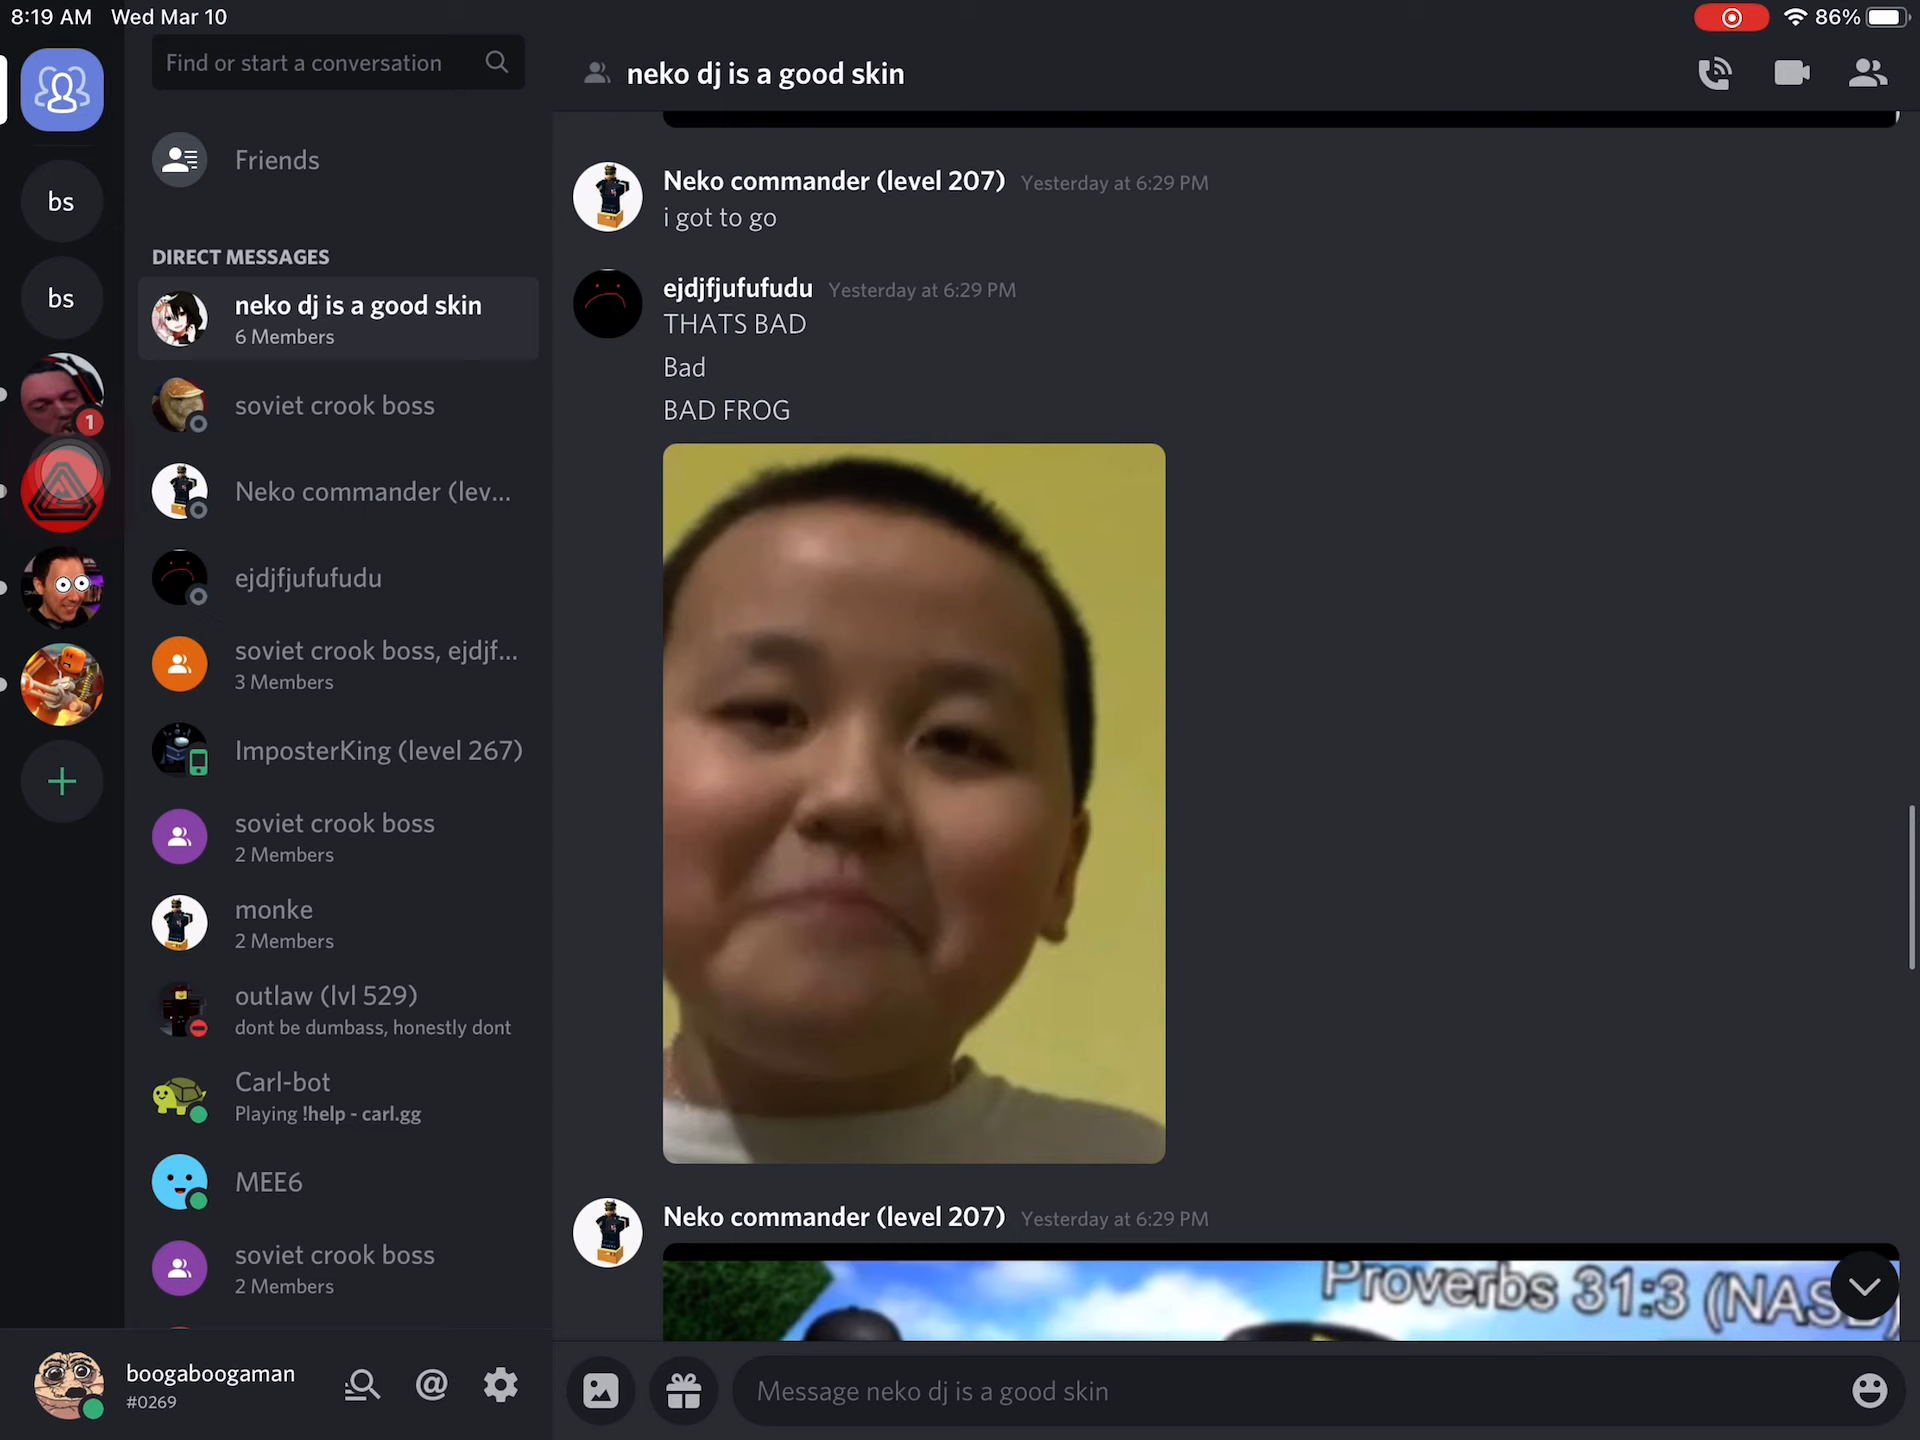 8:19 AM Wed Mar 10
86%
Find or start a conversation
Friends
bs
bs
1
DIRECT MESSAGES
neko dj is a good skin
6 Members
soviet crook boss
Neko commander (lev...
ejdjfjufufudu
soviet crook boss, ejdjf...
3 Members
ImposterKing (level 267)
soviet crook boss
2 Members
monke
2 Members
outlaw (lvl 529)
dont be dumbass, honestly dont
Carl-bot
Playing !help - carl.gg
MEE6
soviet crook boss
2 Members
boogaboogaman
#0269
neko dj is a good skin
Neko commander (level 207) Yesterday at 6:29 PM
i got to go
ejdjfjufufudu Yesterday at 6:29 PM
THATS BAD
Bad
BAD FROG
Neko commander (level 207) Yesterday at 6:29 PM
Proverbs 31:3 (NASB)
Message neko dj is a good skin